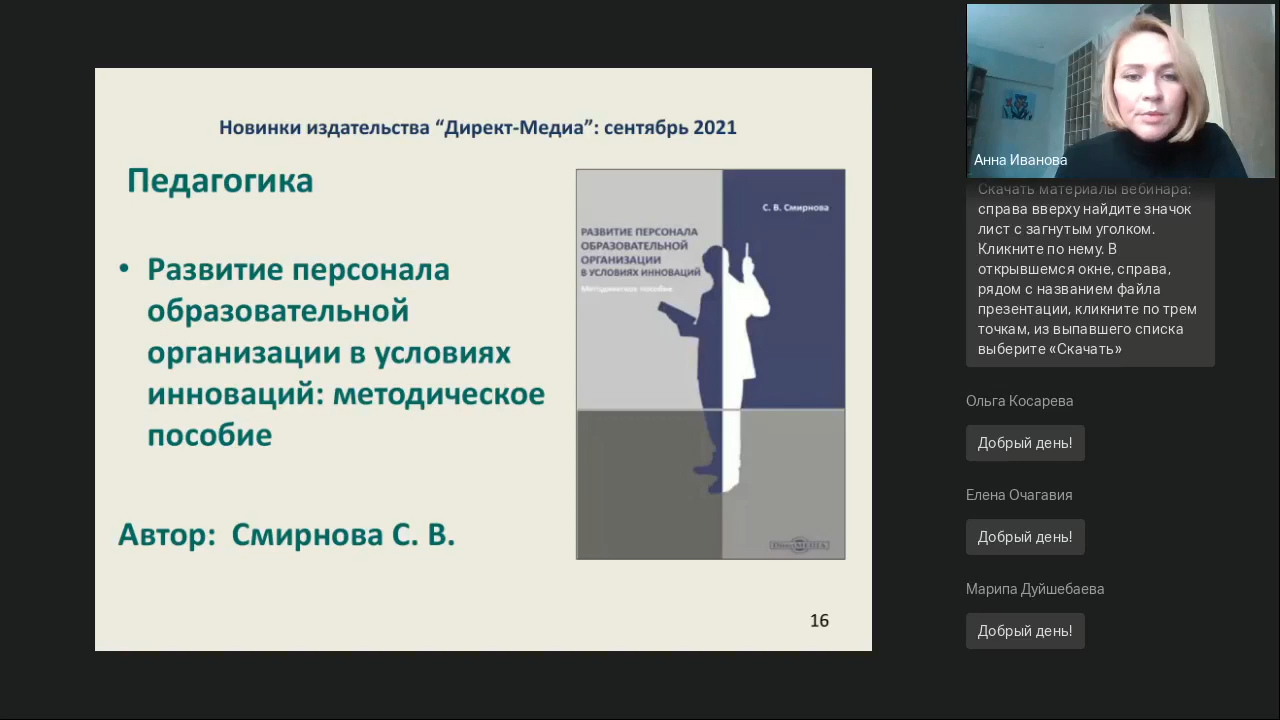 Новинки издательства “Директ-Медиа”: сентябрь 2021
Педагогика
• Развитие персонала
образовательной
организации в условиях
инноваций: методическое
пособие
Автор: Смирнова С. В.
С. В. Смирнова
РАЗВИТИЕ ПЕРСОНАЛА
ОБРАЗОВАТЕЛЬНОЙ
ОРГАНИЗАЦИИ
В УСЛОВИЯХ ИННОВАЦИЙ
Методическое пособие
16
Анна Иванова
Скачать материалы вебинара:
справа вверху найдите значок
лист с загнутым уголком.
Кликните по нему. В
открывшемся окне, справа,
рядом с названием файла
презентации, кликните по трем
точкам, из выпавшего списка
выберите «Скачать»
Ольга Косарева
Добрый день!
Елена Очагавия
Добрый день!
Марипа Дуйшебаева
Добрый день!